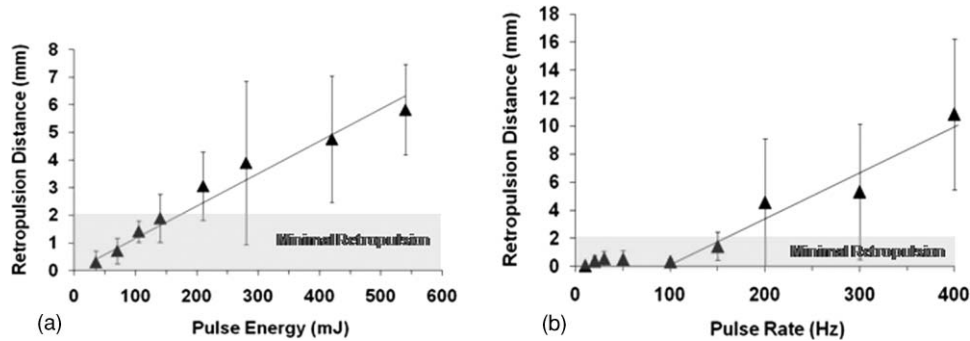 Retropulsion Distance (mm)
8
7
6
5
4
3
2
1
0
Minimal Retropulsion
0 100 200 300 400 500 600
Pulse Energy (mJ)
(a)
Retropulsion Distance (mm)
18
16
14
12
10
8
6
4
2
0
Minimal Retropulsion
0 100 200 300 400
Pulse Rate (Hz)
(b)